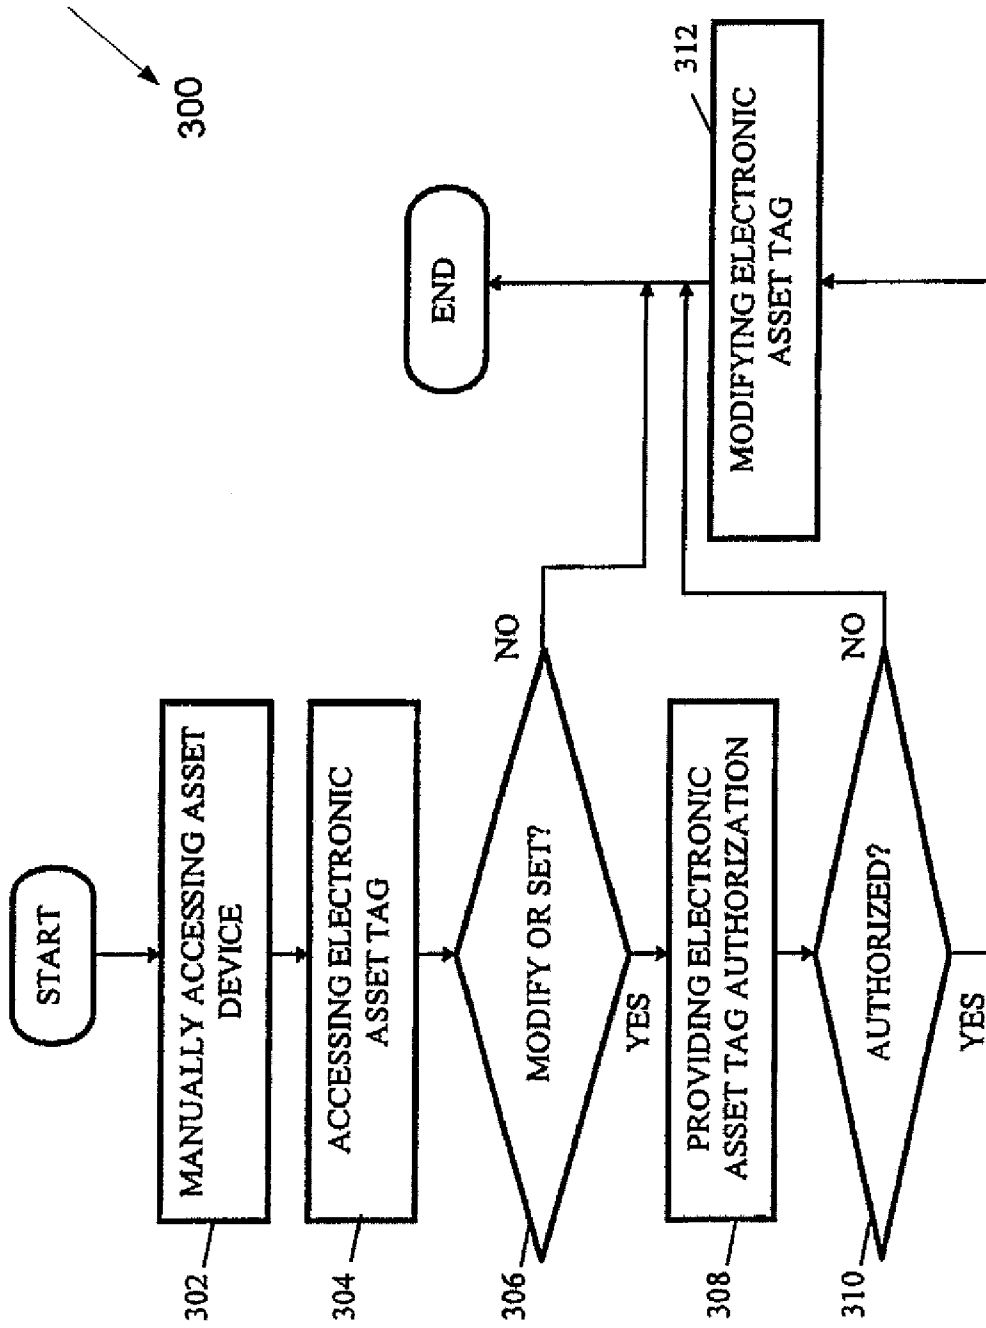 300
START
302
MANUALLY ACCESSING ASSET
DEVICE
304
ACCESSING ELECTRONIC
ASSET TAG
306
MODIFY OR SET?
NO
YES
308
PROVIDING ELECTRONIC
ASSET TAG AUTHORIZATION
310
AUTHORIZED?
NO
YES
312
MODIFYING ELECTRONIC
ASSET TAG
END